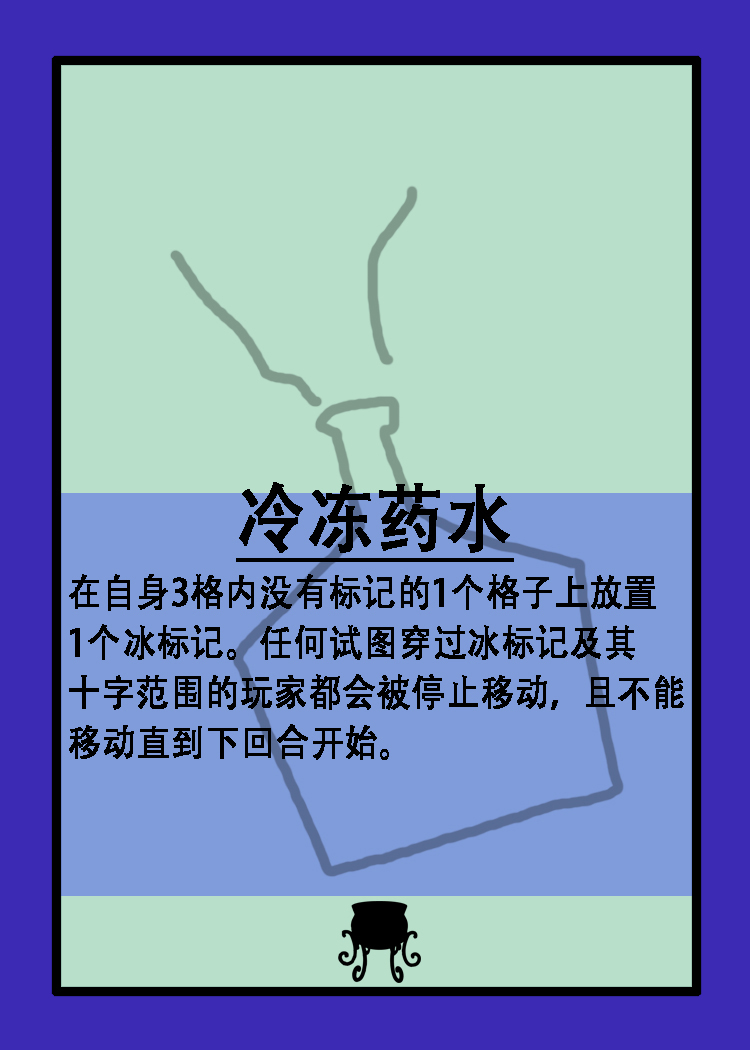 冷冻药水
在自身3格内没有标记的1个格子上放置
1个冰标记。任何试图穿过冰标记及其
十字范围的玩家都会被停止移动，且不能
移动直到下回合开始。